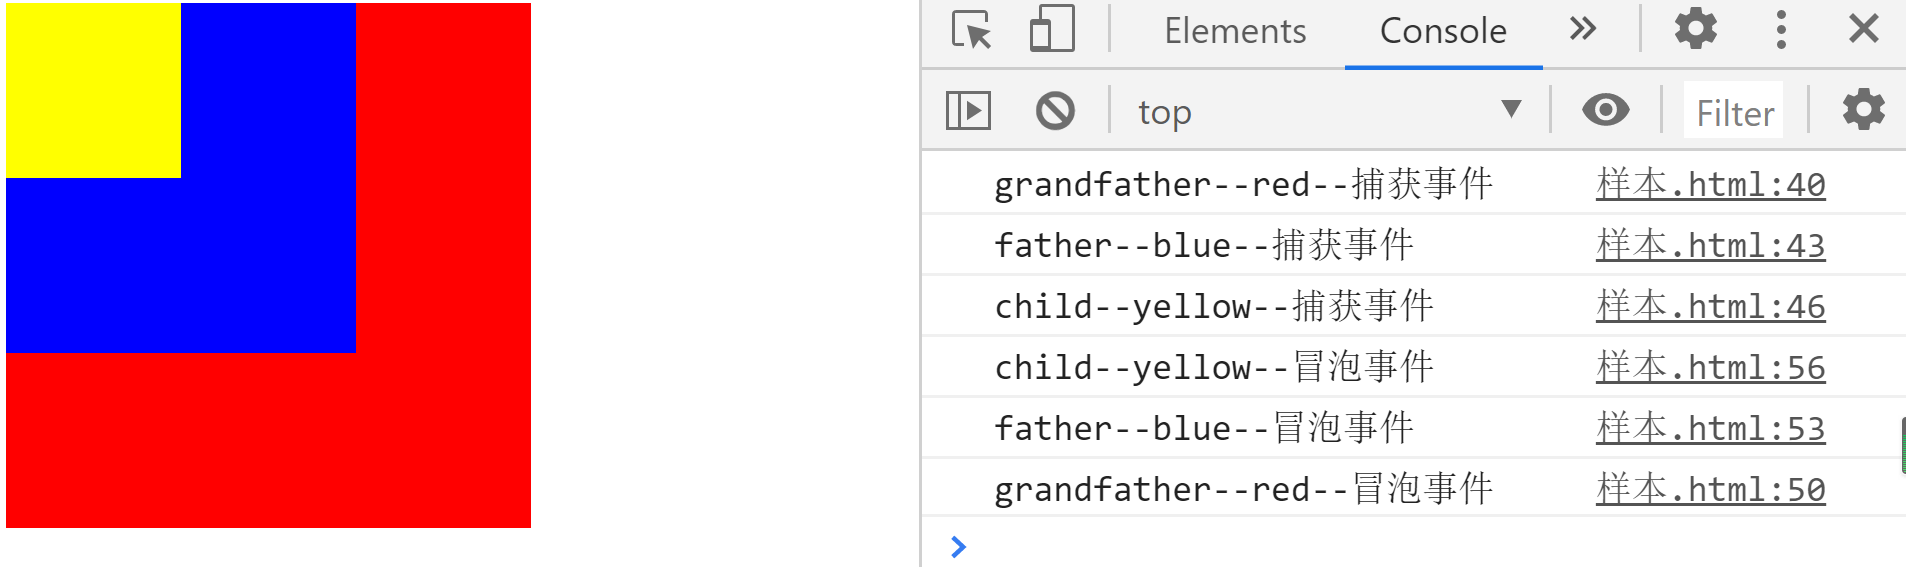 Elements Console
top Filter
grandfather--red--捕获事件 样本.html:40
father--blue--捕获事件 样本.html:43
child--yellow--捕获事件 样本.html:46
child--yellow--冒泡事件 样本.html:56
father--blue--冒泡事件 样本.html:53
grandfather--red--冒泡事件 样本.html:50